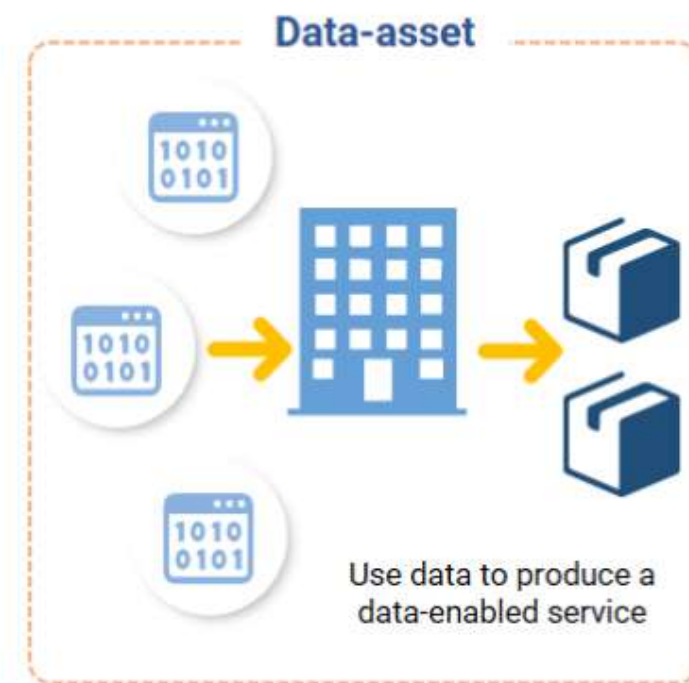 Data-asset
1010
0101
1010
0101
1010
0101
Use data to produce a
data-enabled service